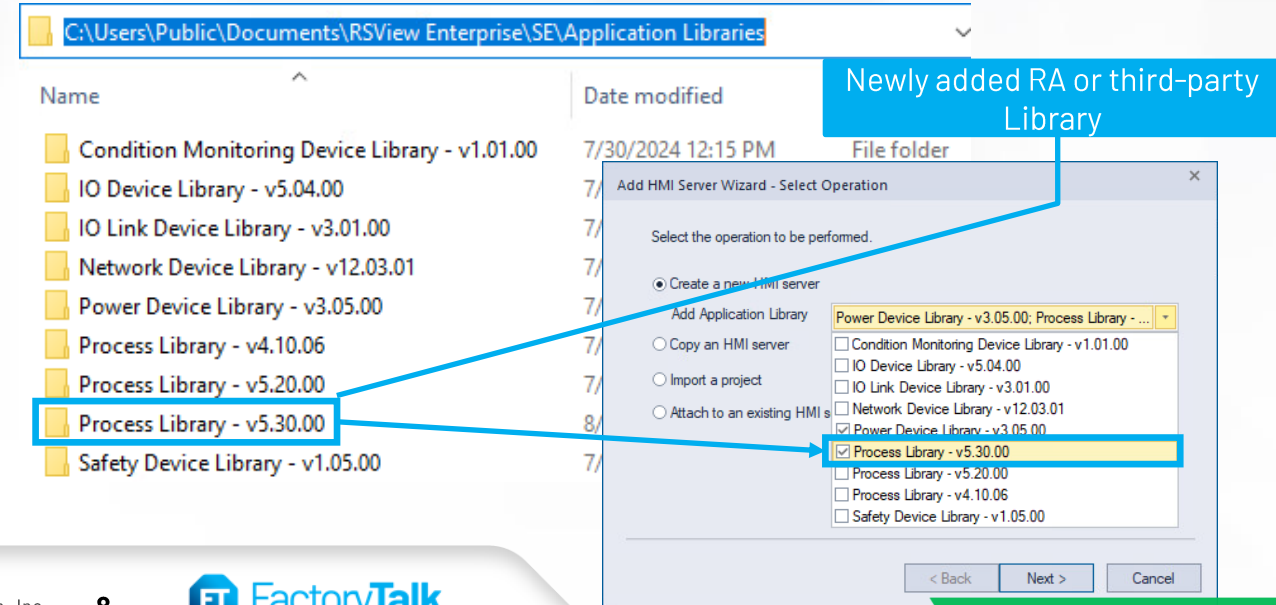 C:\Users\Public\Documents\RSView Enterprise\SE\Application Libraries
Name
Date modified
Newly added RA or third-party
Library
Condition Monitoring Device Library - v1.01.00
7/30/2024 12:15 PM
File folder
IO Device Library - v5.04.00
7/
IO Link Device Library - v3.01.00
7/
Network Device Library - v12.03.01
7/
Power Device Library - v3.05.00
7/
Process Library - v4.10.06
7/
Process Library - v5.20.00
7/
Process Library - v5.30.00
8/
Safety Device Library - v1.05.00
7/
Add HMI Server Wizard - Select Operation
Select the operation to be performed.
Create a new HMI server
Add Application Library
Power Device Library - v3.05.00; Process Library - ...
Copy an HMI server
Import a project
Attach to an existing HMI s
Condition Monitoring Device Library - v1.01.00
IO Device Library - v5.04.00
IO Link Device Library - v3.01.00
Network Device Library - v12.03.01
Power Device Library - v3.05.00
Process Library - v5.30.00
Process Library - v5.20.00
Process Library - v4.10.06
Safety Device Library - v1.05.00
< Back
Next >
Cancel
Inc
&
FT FactoryTalk